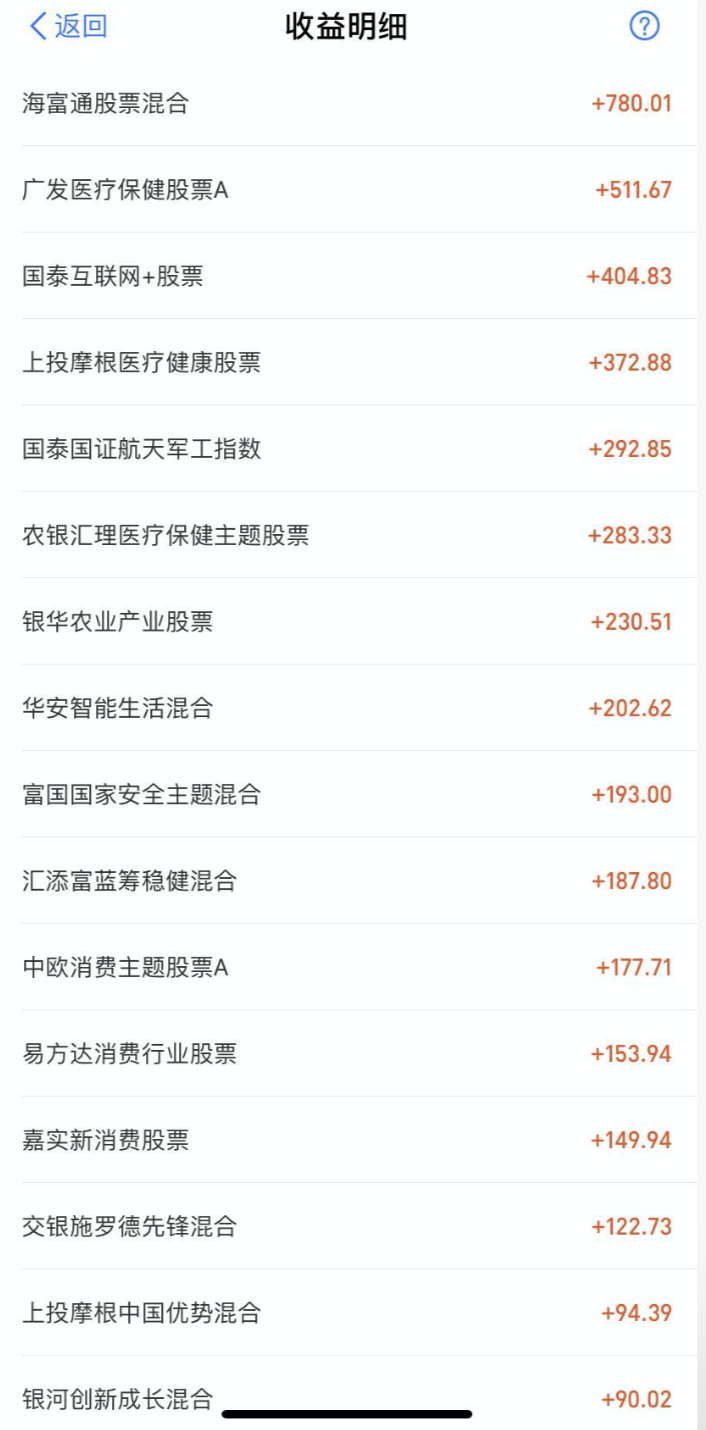 返回 收益明细 ?
海富通股票混合 +780.01
广发医疗保健股票A +511.67
国泰互联网+股票 +404.83
上投摩根医疗健康股票 +372.88
国泰国证航天军工指数 +292.85
农银汇理医疗保健主题股票 +283.33
银华农业产业股票 +230.51
华安智能生活混合 +202.62
富国国家安全主题混合 +193.00
汇添富蓝筹稳健混合 +187.80
中欧消费主题股票A +177.71
易方达消费行业股票 +153.94
嘉实新消费股票 +149.94
交银施罗德先锋混合 +122.73
上投摩根中国优势混合 +94.39
银河创新成长混合 +90.02